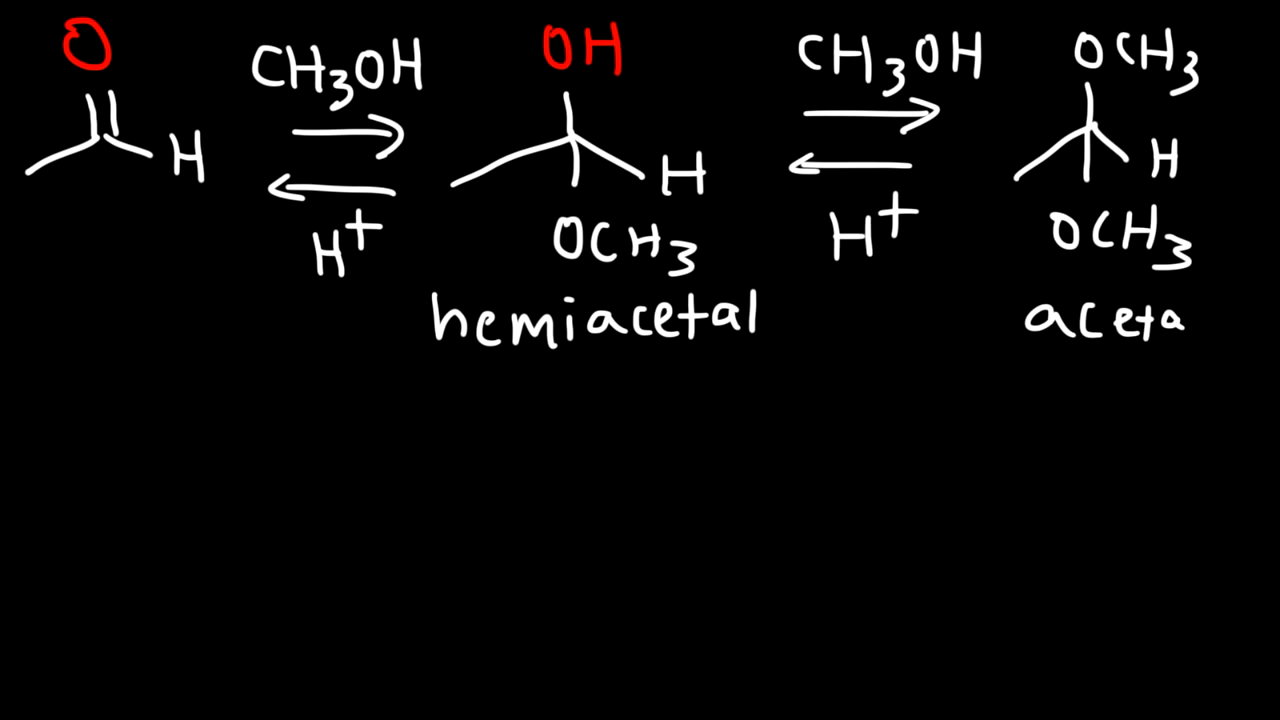 O
CH3OH
OH
CH3OH
OCH3
H
H
H
H+
OCH3
H+
OCH3
hemiacetal
aceta